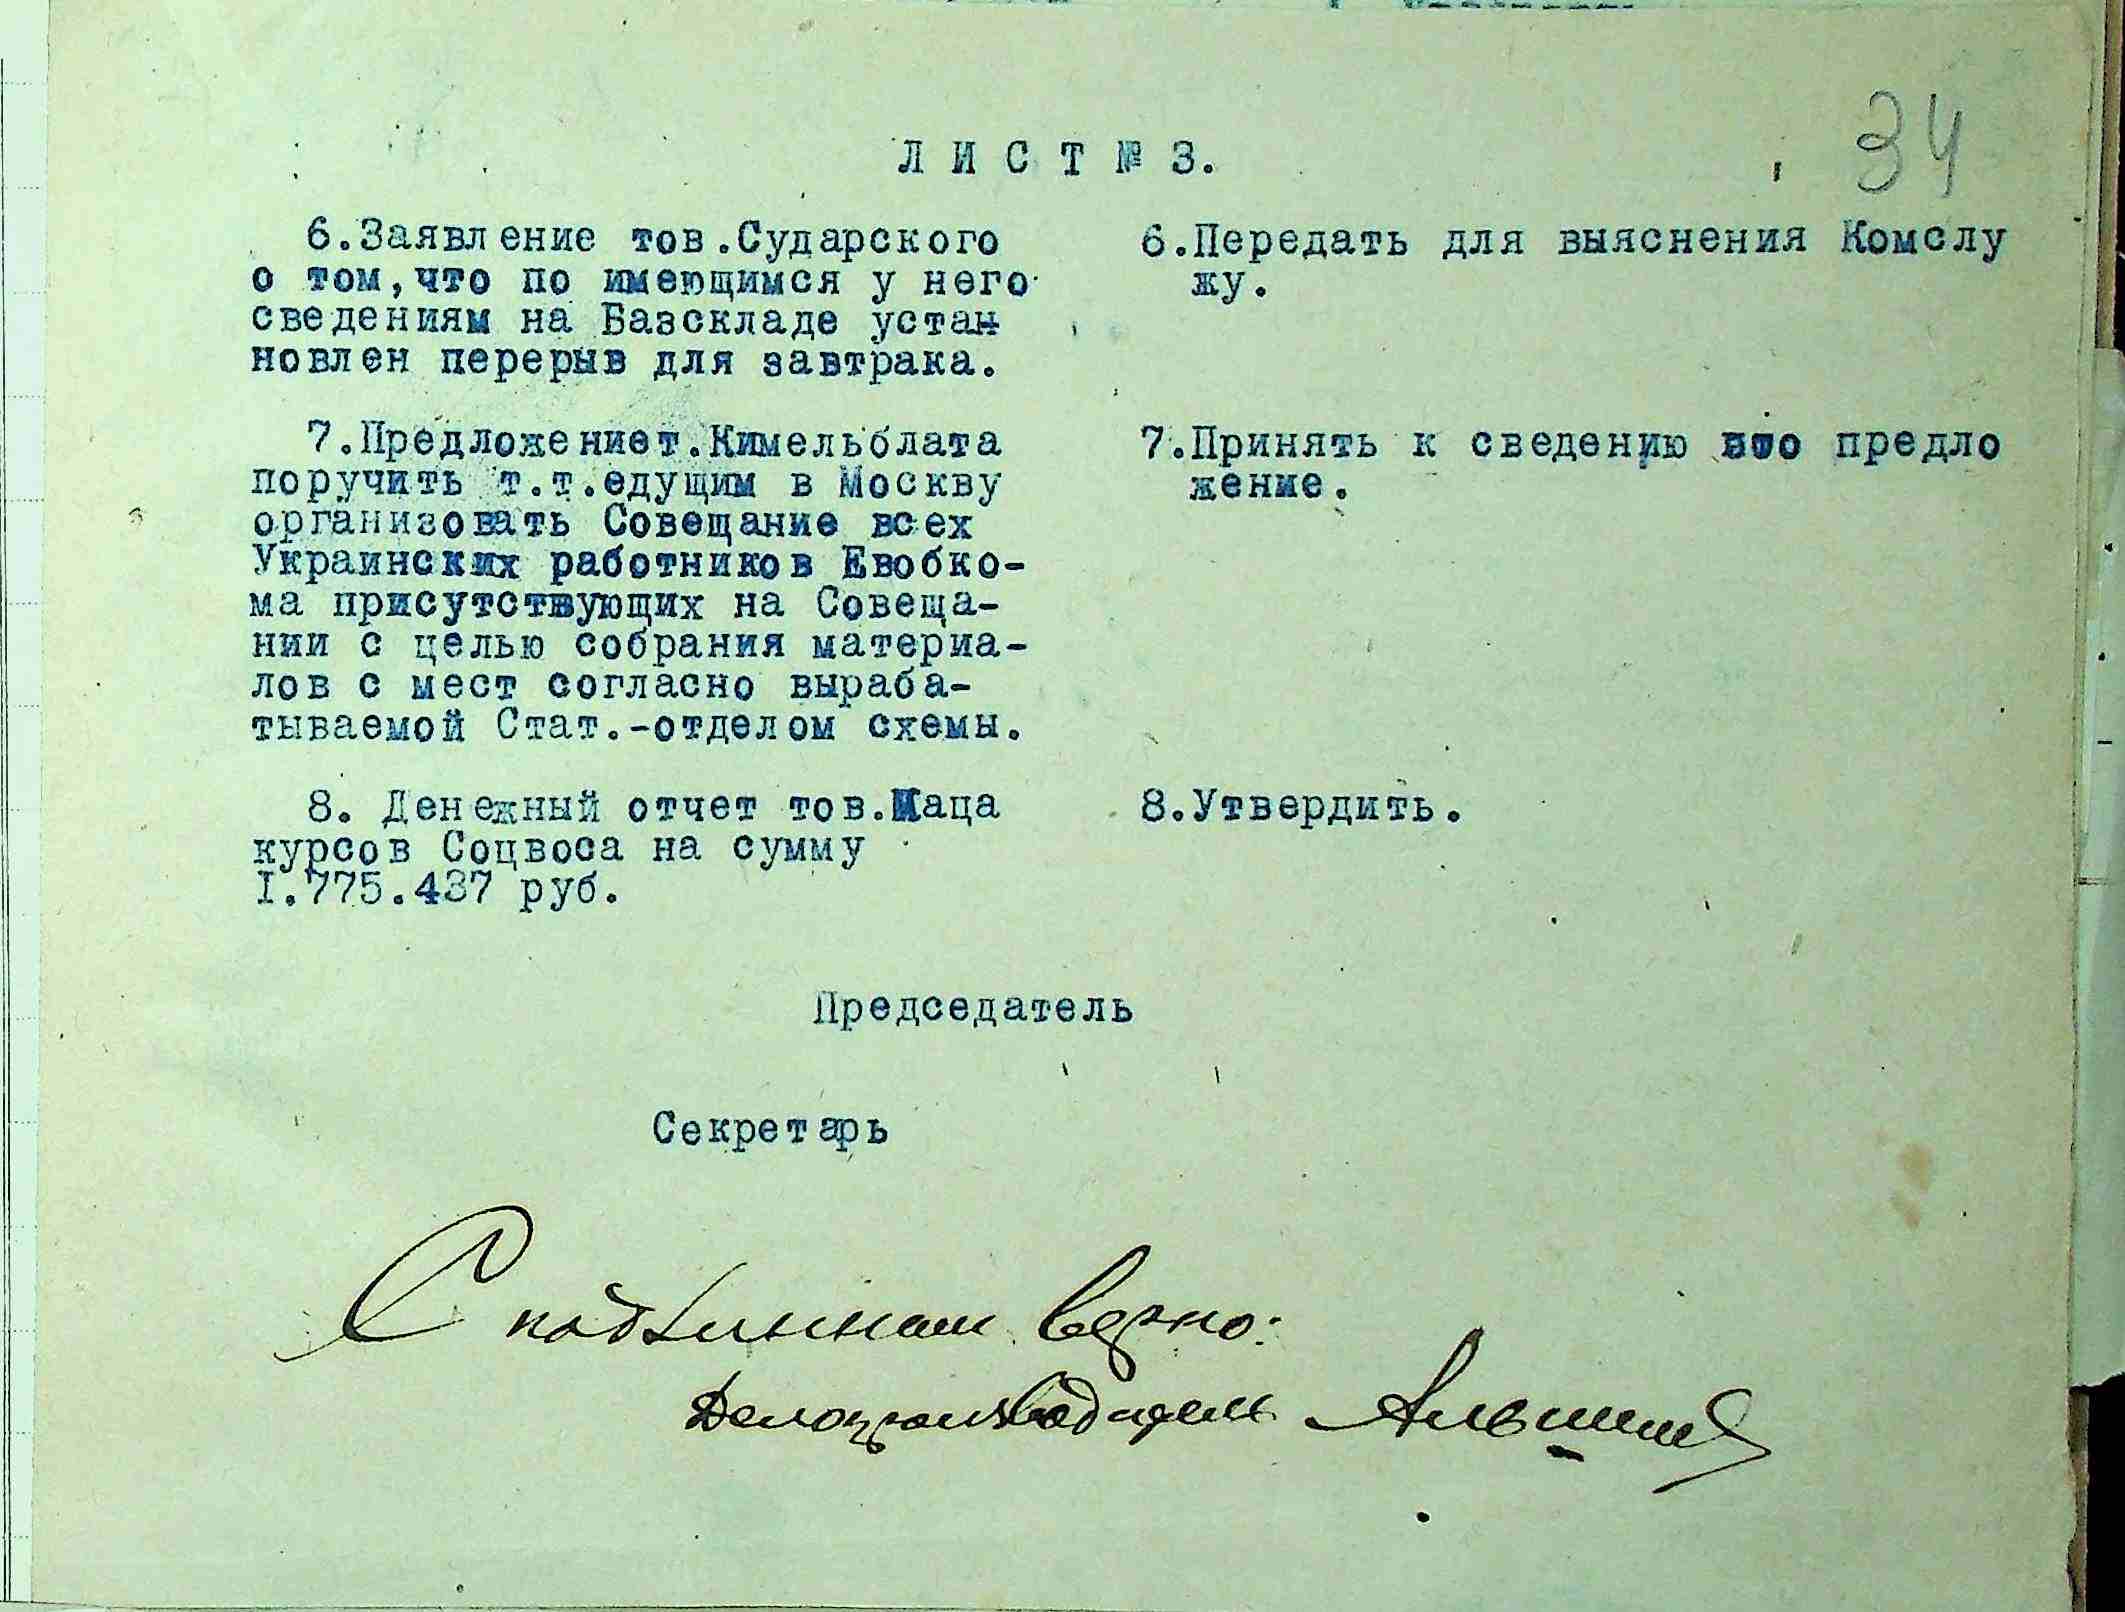 34
Л И С Т № 3.
6.Заявление тов.Сударского
о том,что по имеющимся у него
сведениям на Базскладе устан
новлен перерыв для завтрака.
6.Передать для выяснения Комслу
жу.
7.Предложение т.Кимельблата
поручить т.т.едущим в Москву
организовать Совещание всех
Украинских работников Евобко-
ма присутствующих на Совеща-
нии с целью собрания материа-
лов с мест согласно выраба-
тываемой Стат.-отделом схемы.
7.Принять к сведению это предло
жение.
8. Денежный отчет тов.Каца
курсов Соцвоса на сумму
I.775.437 руб.
8.Утвердить.
Председатель
Секретарь
С подлинным верно:
Делопроизводитель